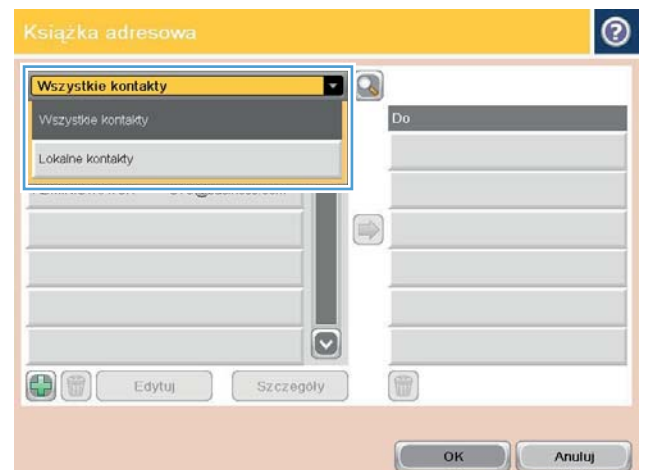 Książka adresowa
Wszystkie kontakty
Wszystkie kontakty
Do
Lokalne kontakty
Edytuj
Szczegóły
OK
Anuluj